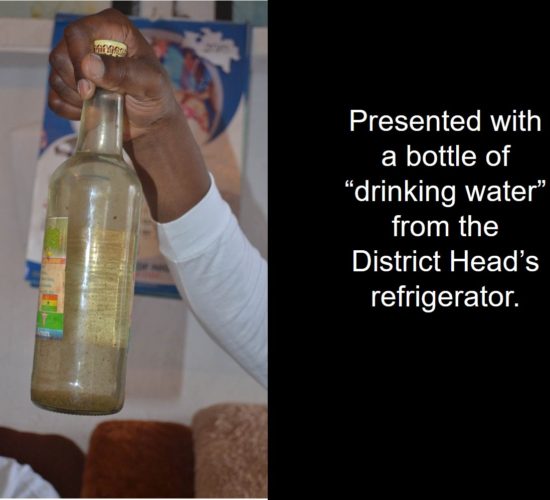 Presented with
a bottle of
“drinking water”
from the
District Head’s
refrigerator.